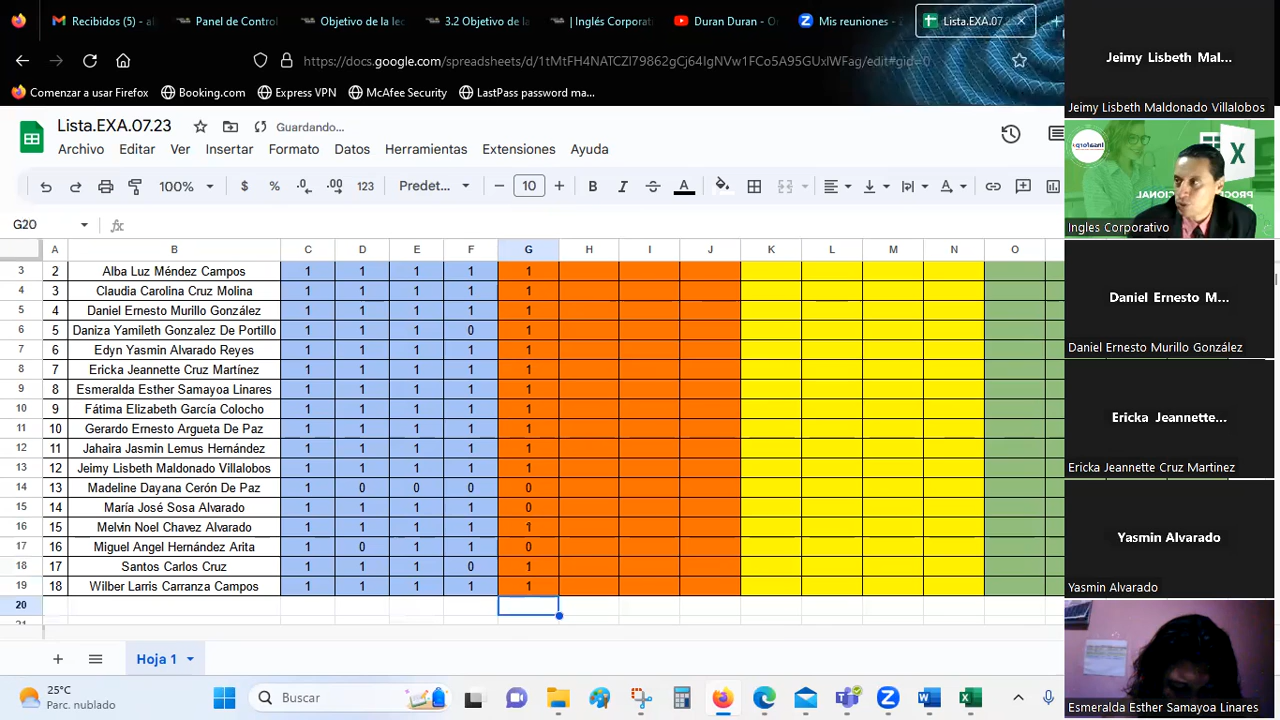 Recibidos (5) - a
Panel de Control
Objetivo de la lec
3.2 Objetivo de la
| Inglés Corporati
Duran Duran - O
Mis reuniones -
Lista.EXA.07.2
https://docs.google.com/spreadsheets/d/1tMtFH4NATCZl79862gCj64IgNVw1FCo5A95GUxIWFag/edit#gid=0
Comenzar a usar Firefox
Booking.com
Express VPN
McAfee Security
LastPass password ma...
Lista.EXA.07.23
Guardando...
Archivo Editar Ver Insertar Formato Datos Herramientas Extensiones Ayuda
100% $ % .0 .00 123 Predet... 10 B I A
G20
A B C D E F G H I J K L M N O
3 2 Alba Luz Méndez Campos 1 1 1 1 1
4 3 Claudia Carolina Cruz Molina 1 1 1 1 1
5 4 Daniel Ernesto Murillo González 1 1 1 1 1
6 5 Daniza Yamileth Gonzalez De Portillo 1 1 1 0 1
7 6 Edyn Yasmin Alvarado Reyes 1 1 1 1 1
8 7 Ericka Jeannette Cruz Martínez 1 1 1 1 1
9 8 Esmeralda Esther Samayoa Linares 1 1 1 1 1
10 9 Fátima Elizabeth García Colocho 1 1 1 1 1
11 10 Gerardo Ernesto Argueta De Paz 1 1 1 1 1
12 11 Jahaira Jasmin Lemus Hernández 1 1 1 1 1
13 12 Jeimy Lisbeth Maldonado Villalobos 1 1 1 1 1
14 13 Madeline Dayana Cerón De Paz 1 0 0 0 0
15 14 María José Sosa Alvarado 1 1 1 1 0
16 15 Melvin Noel Chavez Alvarado 1 1 1 1 1
17 16 Miguel Angel Hernández Arita 1 0 1 1 0
18 17 Santos Carlos Cruz 1 1 1 0 1
19 18 Wilber Larris Carranza Campos 1 1 1 1 1
20
Hoja 1
25°C
Parc. nublado
Buscar
Jeimy Lisbeth Mal...
Jeimy Lisbeth Maldonado Villalobos
Ingles Corporativo
Daniel Ernesto M...
Daniel Ernesto Murillo González
Ericka Jeannette...
Ericka Jeannette Cruz Martinez
Yasmin Alvarado
Yasmin Alvarado
Esmeralda Esther Samayoa Linares